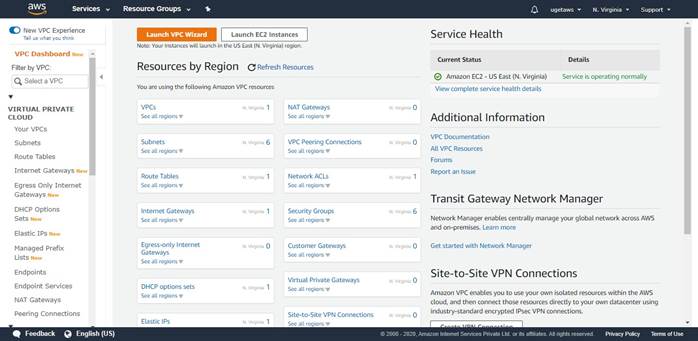 aws
Services
Resource Groups
ugetaws
N. Virginia
Support
New VPC Experience
Tell us what you think
VPC Dashboard New
Filter by VPC:
Select a VPC
VIRTUAL PRIVATE
CLOUD
Your VPCs
Subnets
Route Tables
Internet Gateways New
Egress Only Internet
Gateways New
DHCP Options
Sets New
Elastic IPs New
Managed Prefix
Lists New
Endpoints
Endpoint Services
NAT Gateways
Peering Connections
Launch VPC Wizard
Launch EC2 Instances
Note: Your Instances will launch in the US East (N. Virginia) region.
Resources by Region
Refresh Resources
You are using the following Amazon VPC resources
VPCs N. Virginia 1
See all regions
NAT Gateways N. Virginia 0
See all regions
Subnets N. Virginia 6
See all regions
VPC Peering Connections N. Virginia 0
See all regions
Route Tables N. Virginia 1
See all regions
Network ACLs N. Virginia 1
See all regions
Internet Gateways N. Virginia 1
See all regions
Security Groups N. Virginia 6
See all regions
Egress-only Internet
Gateways N. Virginia 0
See all regions
Customer Gateways N. Virginia 0
See all regions
DHCP options sets N. Virginia 1
See all regions
Virtual Private Gateways N. Virginia 0
See all regions
Elastic IPs N. Virginia 1
Site-to-Site VPN Connections N. Virginia 0
See all regions
Service Health
Current Status
Details
Amazon EC2 - US East (N. Virginia)
Service is operating normally
View complete service health details
Additional Information
VPC Documentation
All VPC Resources
Forums
Report an Issue
Transit Gateway Network Manager
Network Manager enables centrally manage your global network across AWS
and on-premises. Learn more
Get started with Network Manager
Site-to-Site VPN Connections
Amazon VPC enables you to use your own isolated resources within the AWS
cloud, and then connect those resources directly to your own datacenter using
industry-standard encrypted IPsec VPN connections.
Create VPN Connection
Feedback
English (US)
© 2008 - 2020, Amazon Internet Services Private Ltd. or its affiliates. All rights reserved.
Privacy Policy
Terms of Use